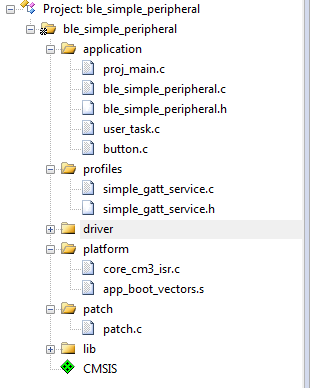 Project: ble_simple_peripheral
ble_simple_peripheral
application
proj_main.c
ble_simple_peripheral.c
ble_simple_peripheral.h
user_task.c
button.c
profiles
simple_gatt_service.c
simple_gatt_service.h
driver
platform
core_cm3_isr.c
app_boot_vectors.s
patch
patch.c
lib
CMSIS